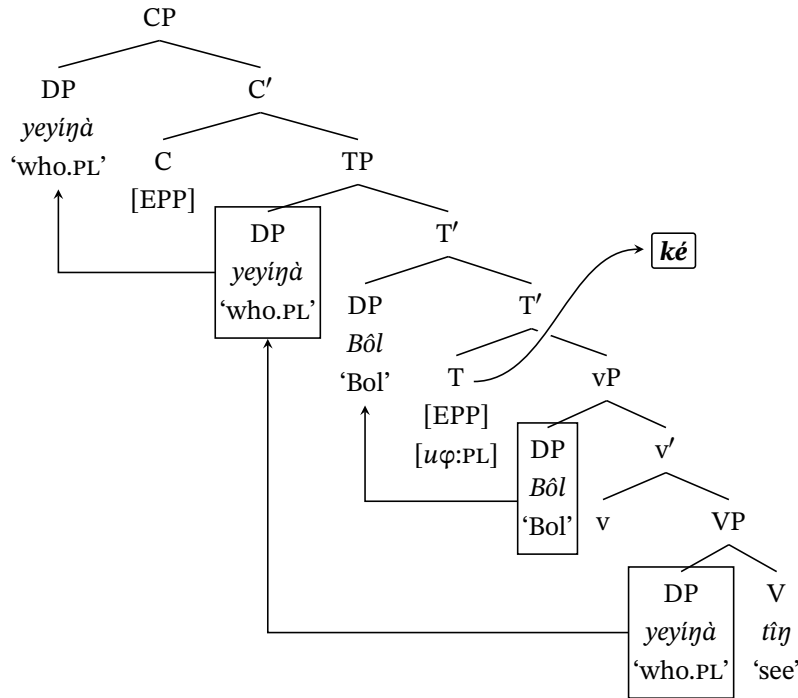 CP
DP
C′
yeyíŋà
‘who.PL’
C
TP
[EPP]
DP
T′
ké
yeyíŋà
‘who.PL’
DP
T′
Bôl
‘Bol’
T
vP
[EPP]
[uφ:PL]
DP
v′
Bôl
‘Bol’
v
VP
DP
V
yeyíŋà
tîŋ
‘who.PL’
‘see’